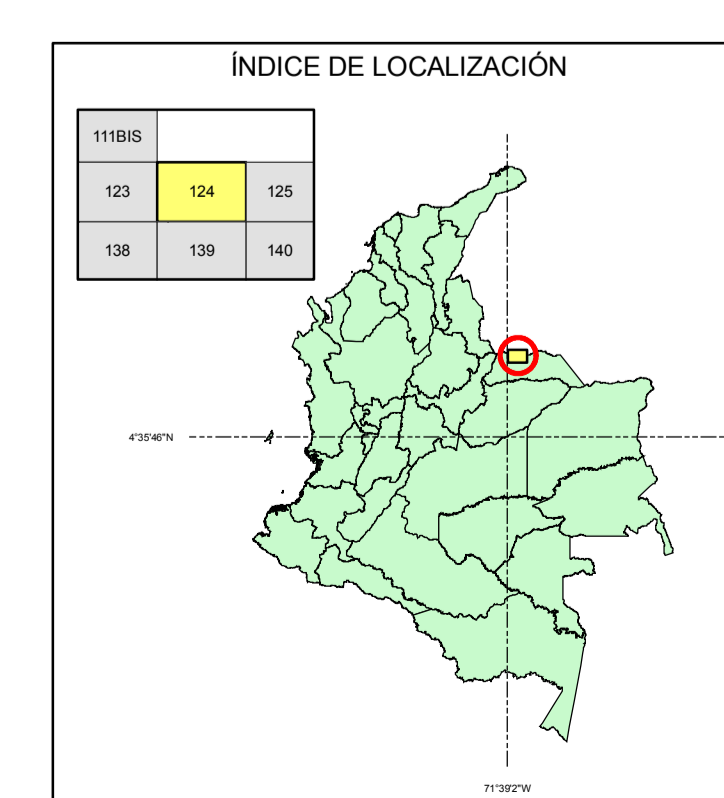 ÍNDICE DE LOCALIZACIÓN
111BIS
123 124 125
138 139 140
4°35'46"N
71°39'2"W